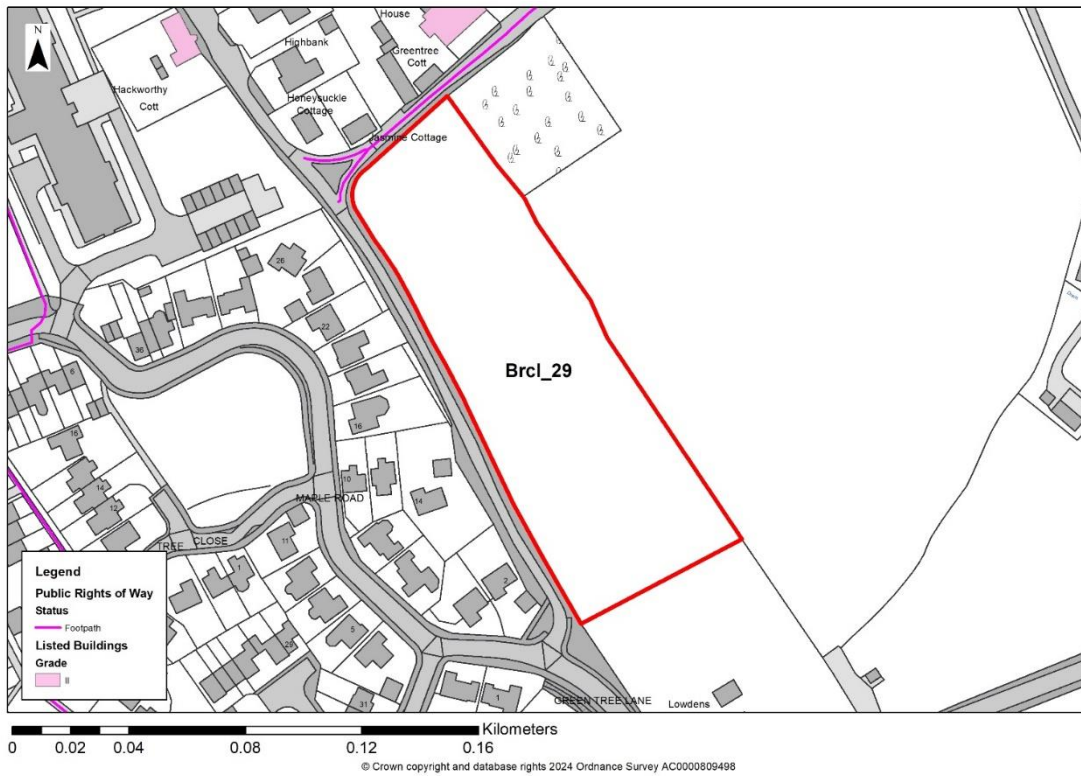 N
House
Highbank
Greentree
Cott
Hackworthy
Cott
Honeysuckle
Cottage
Jasmine Cottage
26
22
36
6
16
Brcl_29
15
10
14
14
12
MAPLE ROAD
TREE CLOSE
11
1
2
5
29
31
1
GREEN TREE LANE
Lowdens
Legend
Public Rights of Way
Status
Footpath
Listed Buildings
Grade
II
Kilometers
0 0.02 0.04 0.08 0.12 0.16
© Crown copyright and database rights 2024 Ordnance Survey AC0000809498